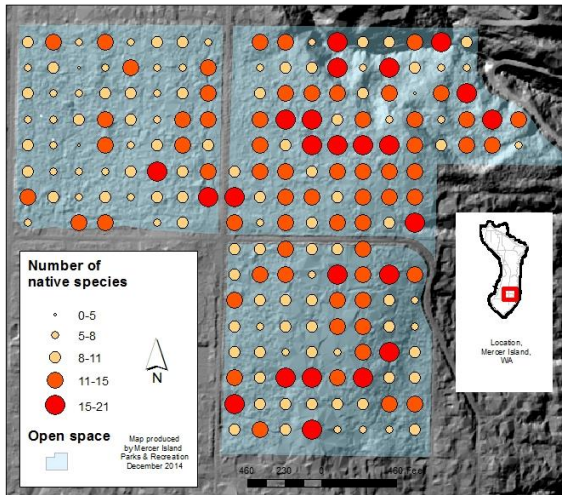 Number of
native species
0-5
5-8
8-11
11-15
15-21
N
Open space
Map produced
by Mercer Island
Parks & Recreation
December 2014
460 230 0 460 Feet
Location,
Mercer Island,
WA